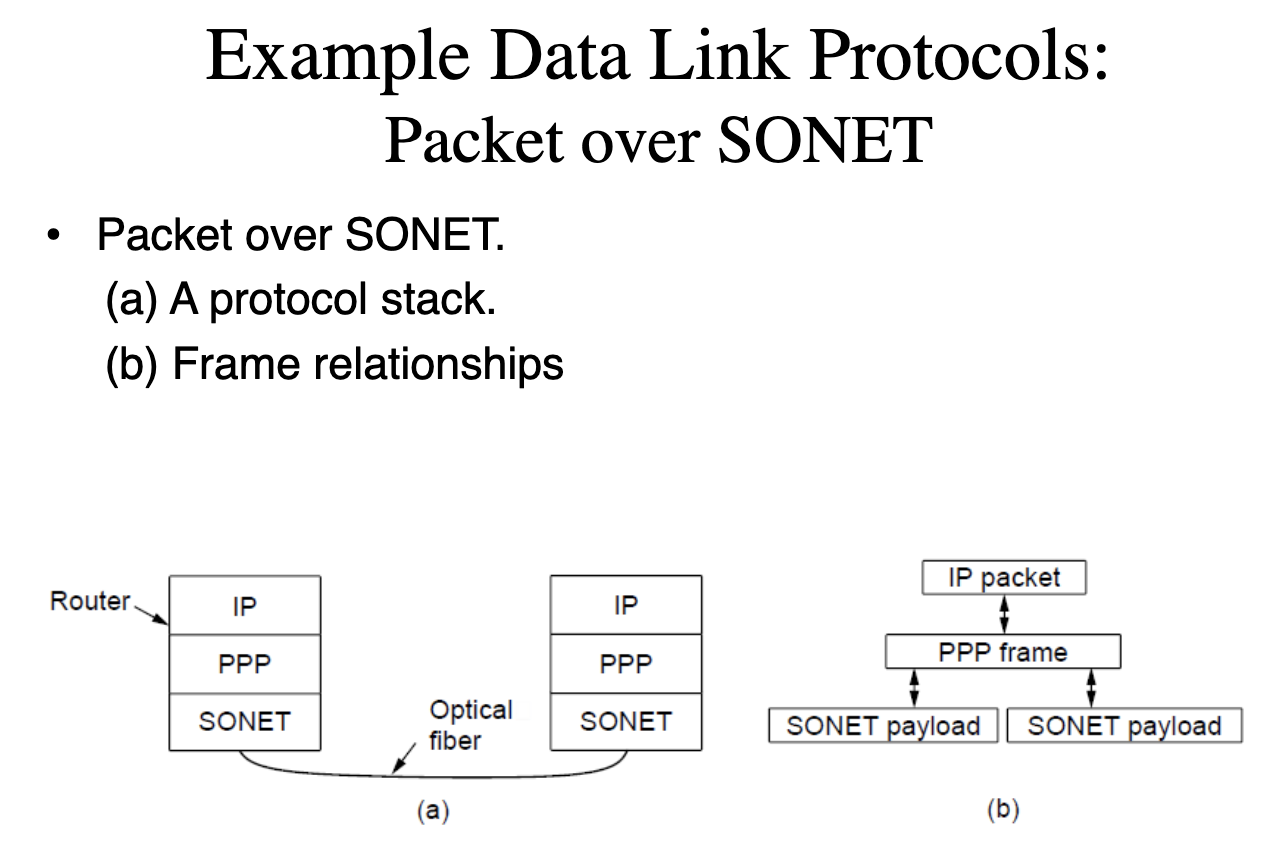 Example Data Link Protocols:
Packet over SONET
• Packet over SONET.
(a) A protocol stack.
(b) Frame relationships
Router
IP
PPP
SONET
Optical
fiber
IP
PPP
SONET
(a)
IP packet
PPP frame
SONET payload
SONET payload
(b)